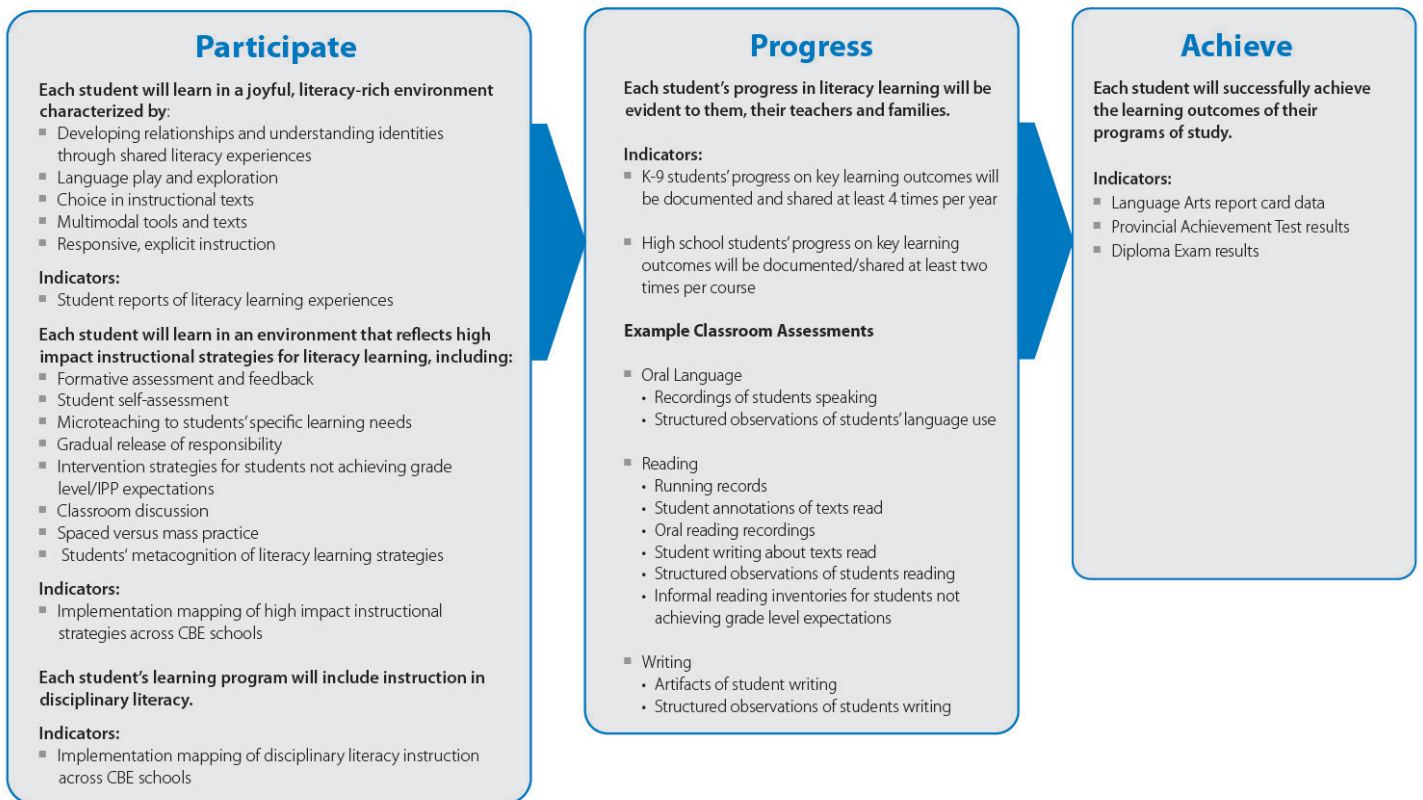 Participate
Each student will learn in a joyful, literacy-rich environment
characterized by:
▪ Developing relationships and understanding identities
through shared literacy experiences
▪ Language play and exploration
▪ Choice in instructional texts
▪ Multimodal tools and texts
▪ Responsive, explicit instruction
Indicators:
▪ Student reports of literacy learning experiences
Each student will learn in an environment that reflects high
impact instructional strategies for literacy learning, including:
▪ Formative assessment and feedback
▪ Student self-assessment
▪ Microteaching to students' specific learning needs
▪ Gradual release of responsibility
▪ Intervention strategies for students not achieving grade
level/IPP expectations
▪ Classroom discussion
▪ Spaced versus mass practice
▪ Students' metacognition of literacy learning strategies
Indicators:
▪ Implementation mapping of high impact instructional
strategies across CBE schools
Each student's learning program will include instruction in
disciplinary literacy.
Indicators:
▪ Implementation mapping of disciplinary literacy instruction
across CBE schools
Progress
Each student's progress in literacy learning will be
evident to them, their teachers and families.
Indicators:
▪ K-9 students' progress on key learning outcomes will
be documented and shared at least 4 times per year
▪ High school students' progress on key learning
outcomes will be documented/shared at least two
times per course
Example Classroom Assessments
▪ Oral Language
• Recordings of students speaking
• Structured observations of students' language use
▪ Reading
• Running records
• Student annotations of texts read
• Oral reading recordings
• Student writing about texts read
• Structured observations of students reading
• Informal reading inventories for students not
achieving grade level expectations
▪ Writing
• Artifacts of student writing
• Structured observations of students writing
Achieve
Each student will successfully achieve
the learning outcomes of their
programs of study.
Indicators:
▪ Language Arts report card data
▪ Provincial Achievement Test results
▪ Diploma Exam results